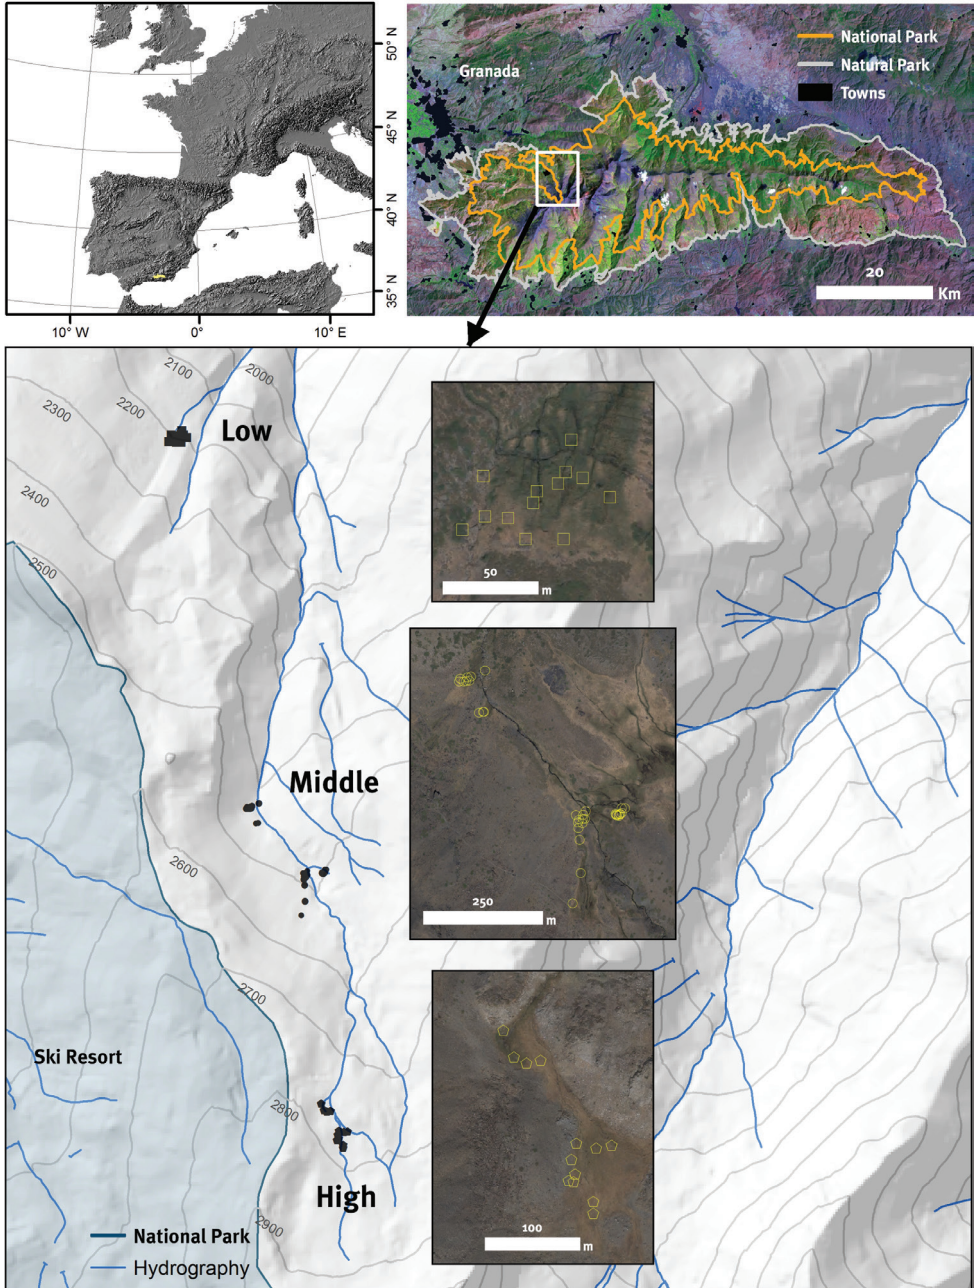 50° N
45° N
40° N
35° N
10° W
0°
10° E
Granada
National Park
Natural Park
Towns
20
Km
2100
2000
2200
2300
Low
2400
2500
50
m
Middle
2600
250
m
2700
Ski Resort
2800
High
2900
100
m
National Park
Hydrography